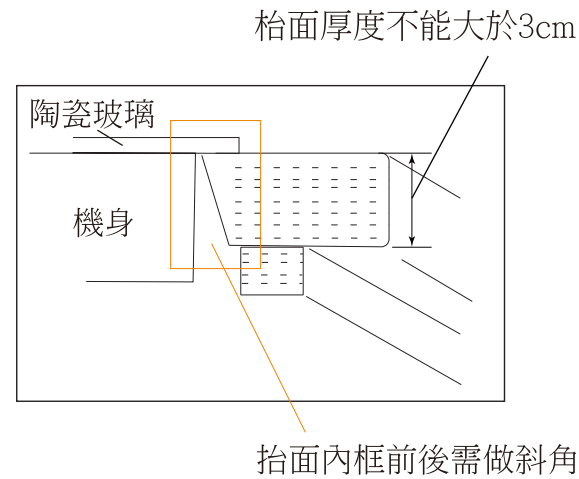 枱面厚度不能大於3cm
陶瓷玻璃
機身
抬面內框前後需做斜角